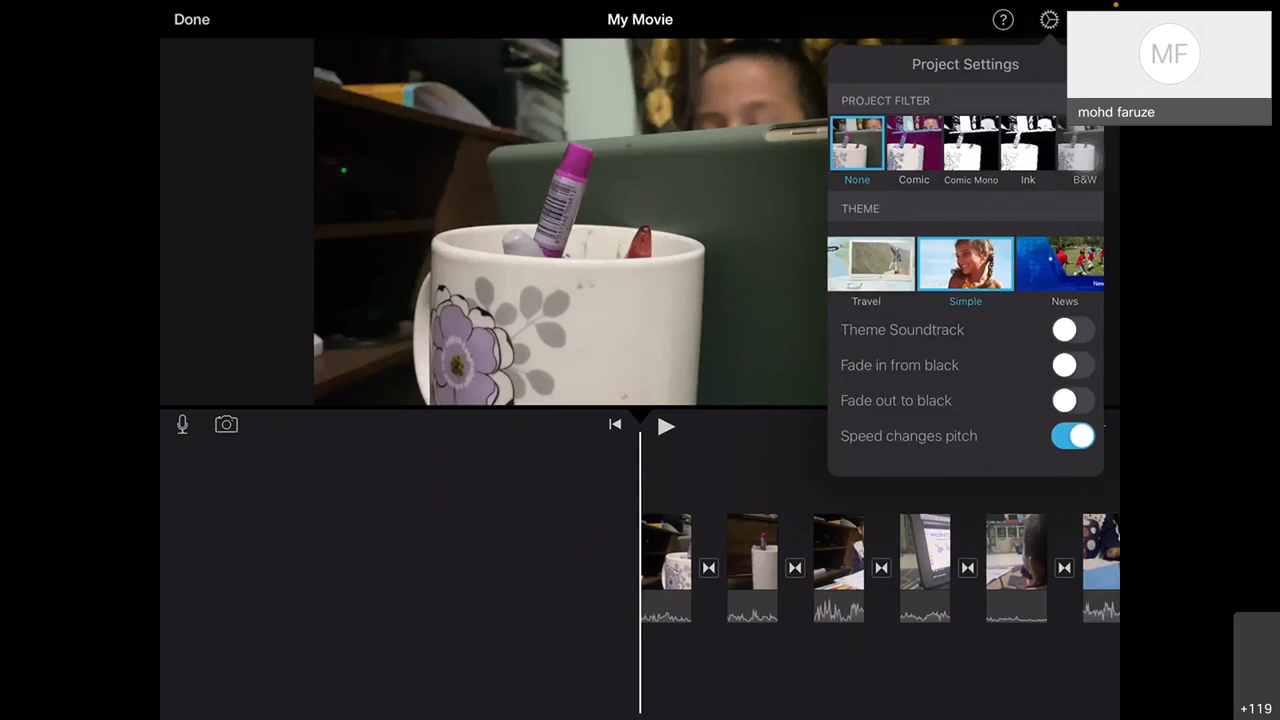 Done
My Movie
?
MF
mohd faruze
Project Settings
PROJECT FILTER
None
Comic
Comic Mono
Ink
B&W
THEME
Travel
Simple
News
Theme Soundtrack
Fade in from black
Fade out to black
Speed changes pitch
+119